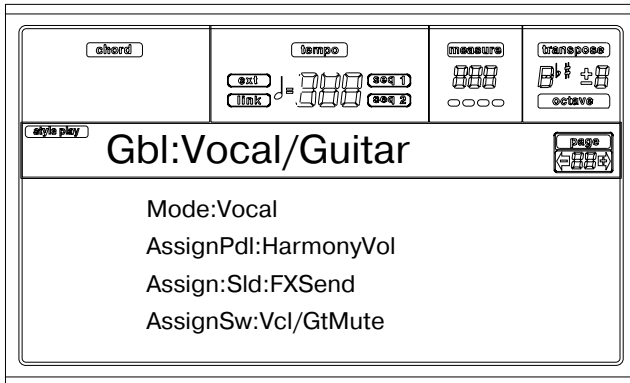 chord
tempo
measure
transpose
ext
seq 1
link
seq 2
octave
style play
Gbl:Vocal/Guitar
page
Mode:Vocal
AssignPdl:HarmonyVol
Assign:Sld:FXSend
AssignSw:Vcl/GtMute